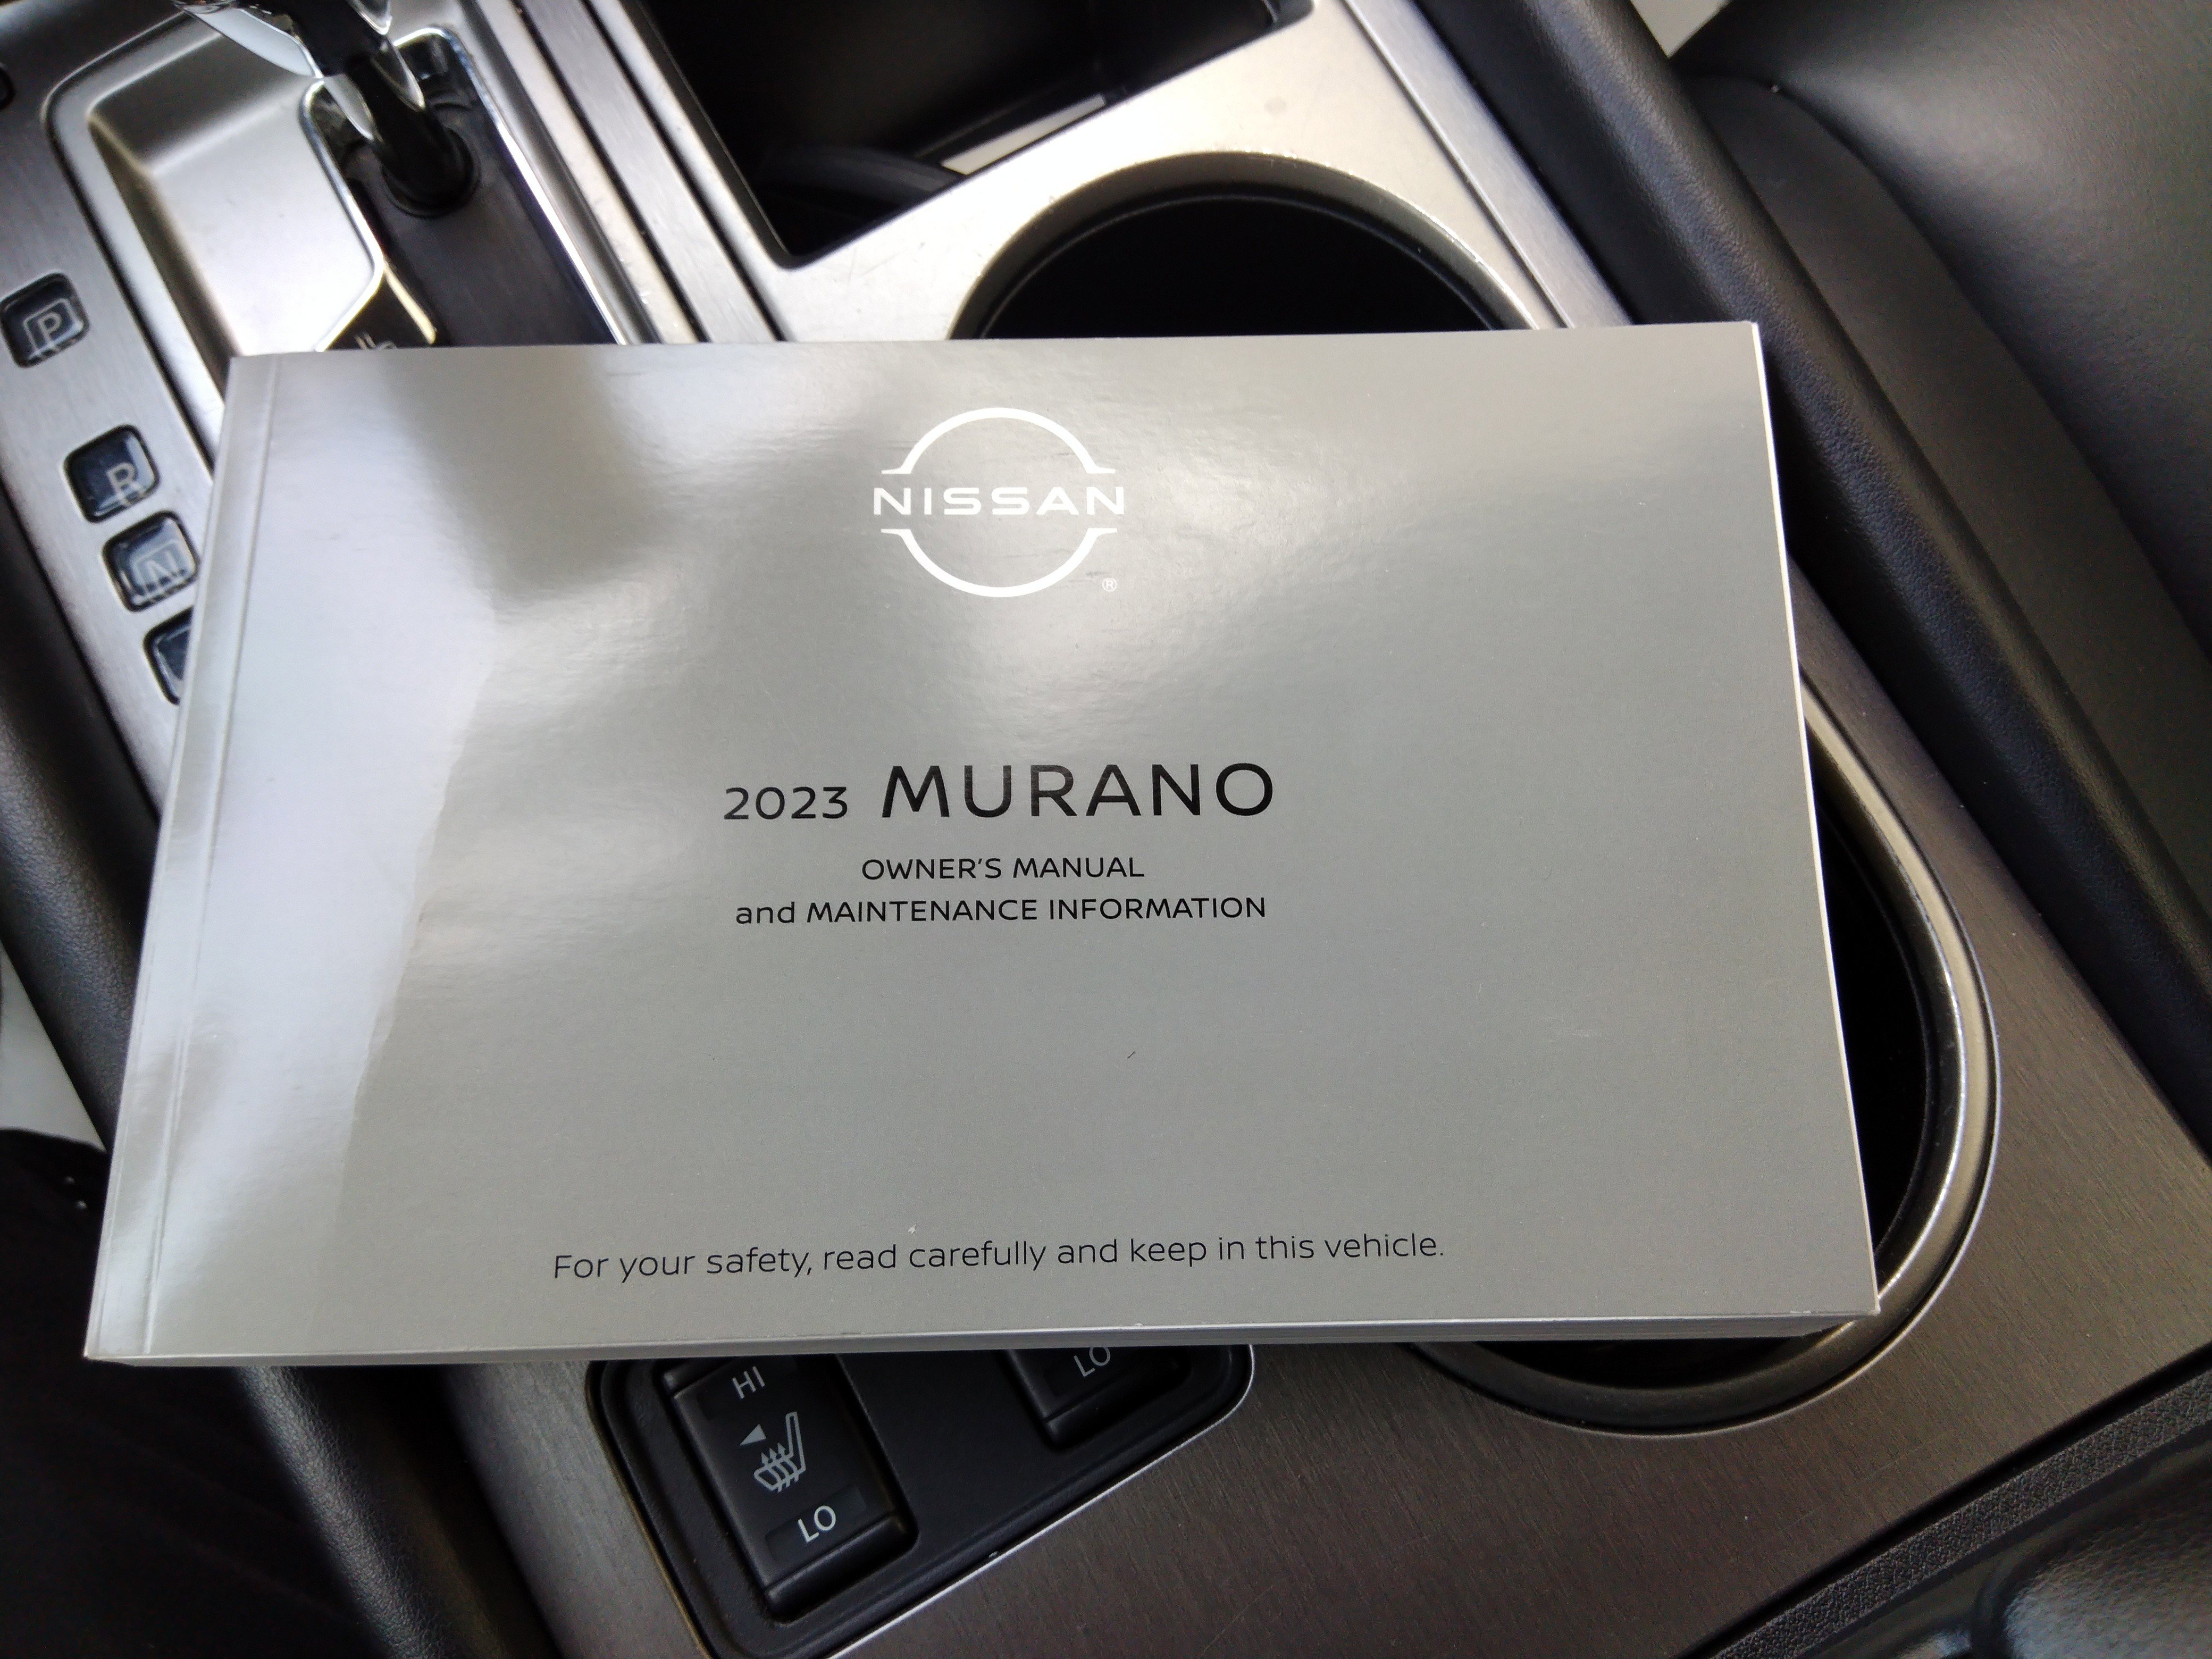 P
R
N
NISSAN
®
2023 MURANO
OWNER'S MANUAL
and MAINTENANCE INFORMATION
For your safety, read carefully and keep in this vehicle.
HI
LO
LO